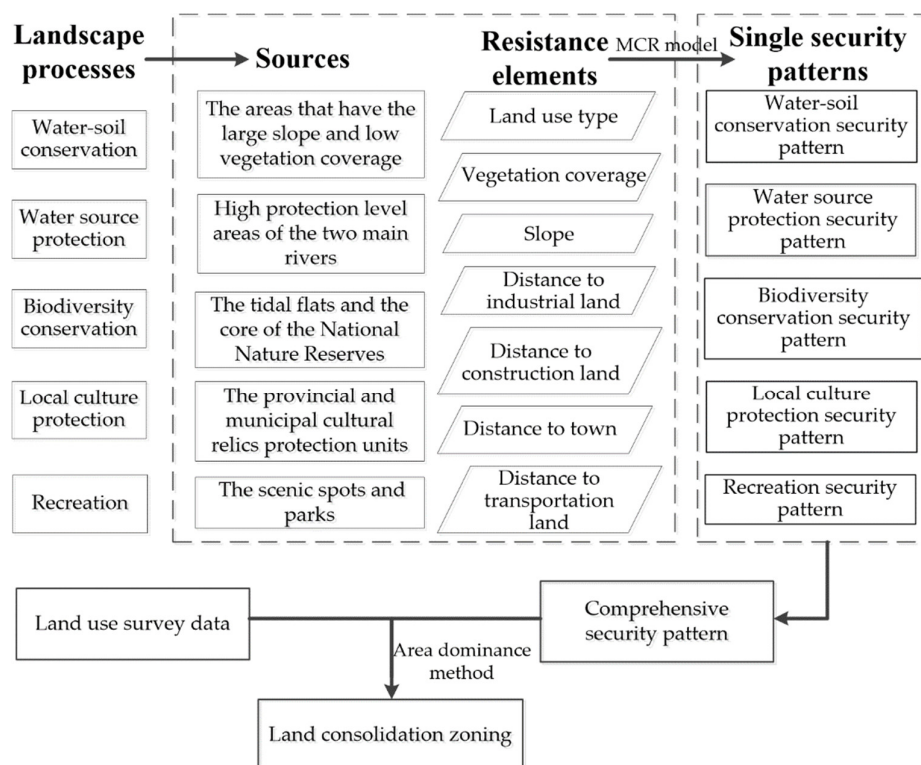 Landscape
processes
Sources
Resistance
elements
MCR model
Single security
patterns
Water-soil
conservation
Water source
protection
Biodiversity
conservation
Local culture
protection
Recreation
The areas that have the
large slope and low
vegetation coverage
High protection level
areas of the two main
rivers
The tidal flats and the
core of the National
Nature Reserves
The provincial and
municipal cultural
relics protection units
The scenic spots and
parks
Land use type
Vegetation coverage
Slope
Distance to
industrial land
Distance to
construction land
Distance to town
Distance to
transportation
land
Water-soil
conservation security
pattern
Water source
protection security
pattern
Biodiversity
conservation security
pattern
Local culture
protection security
pattern
Recreation security
pattern
Land use survey data
Comprehensive
security pattern
Area dominance
method
Land consolidation zoning